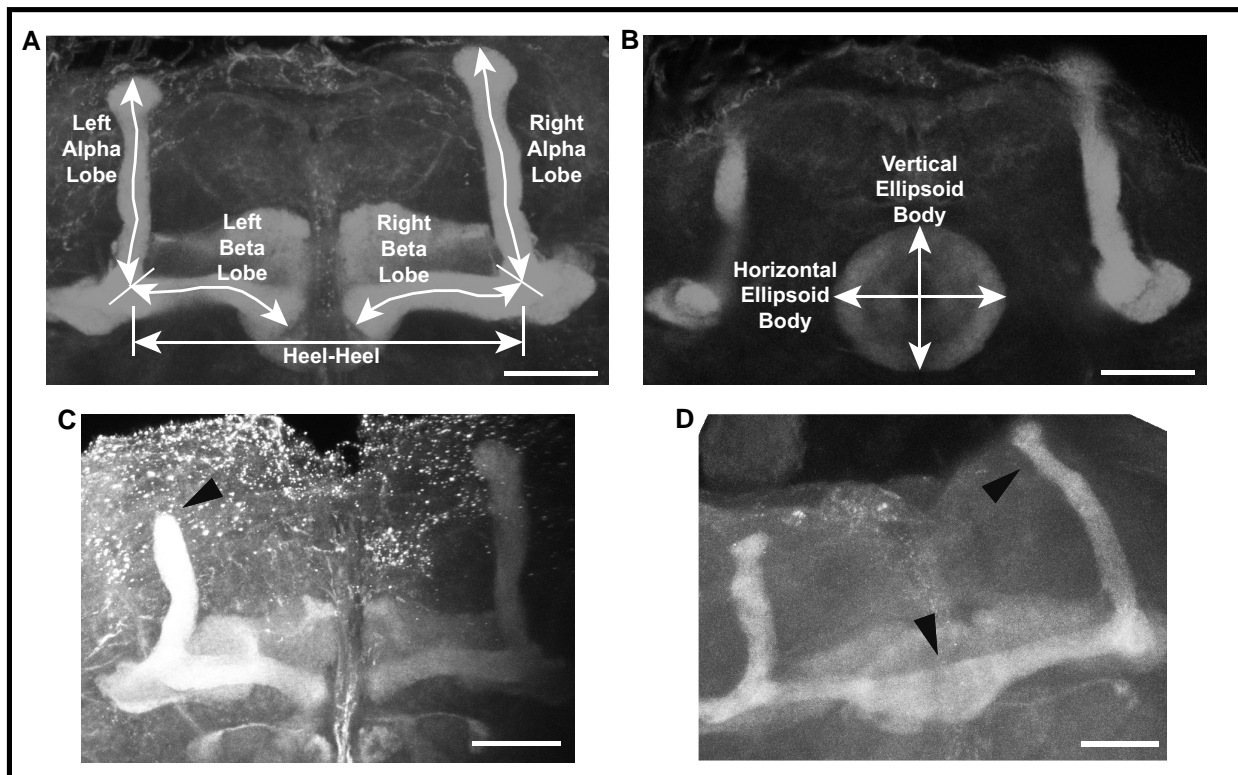 A
Left
Alpha
Lobe
Right
Alpha
Lobe
Left
Beta
Lobe
Right
Beta
Lobe
Heel-Heel
B
Vertical
Ellipsoid
Body
Horizontal
Ellipsoid
Body
C
D